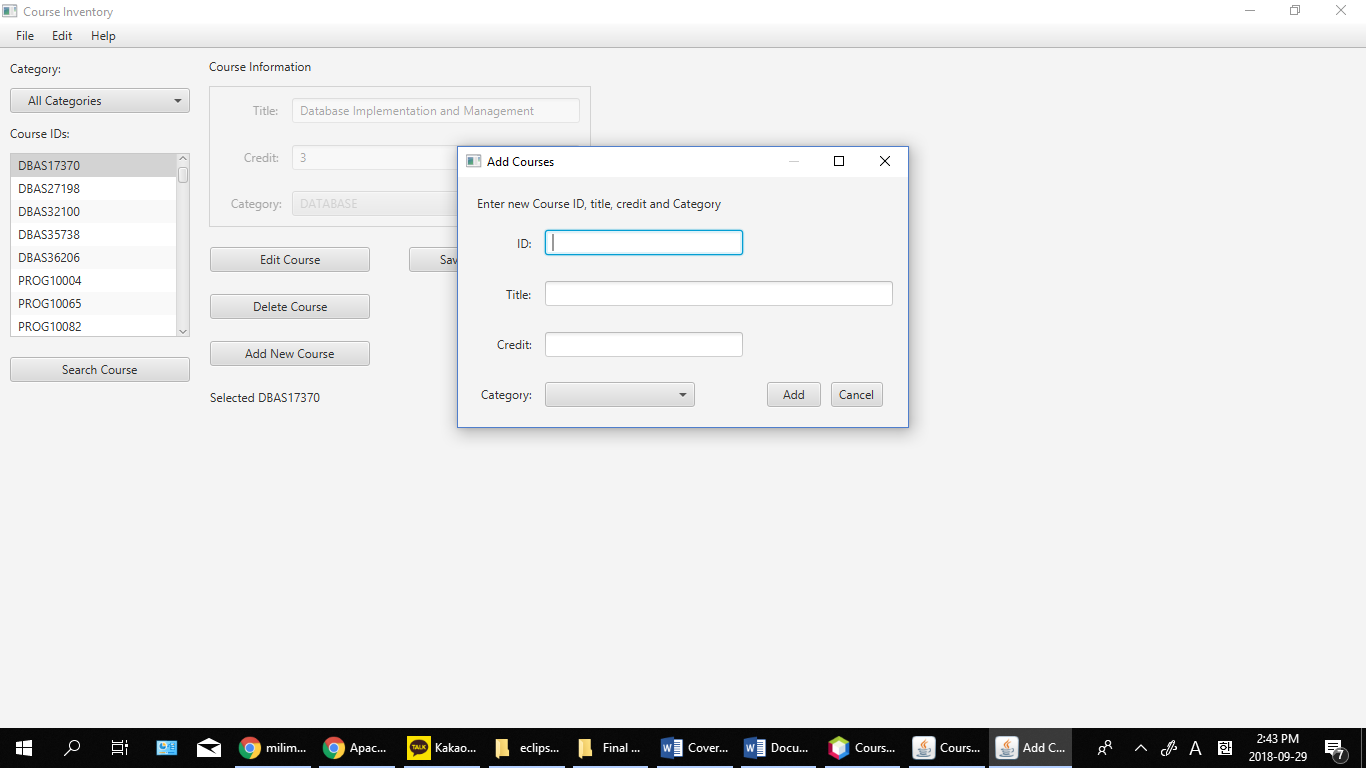 Course Inventory
File Edit Help
Category:
All Categories
Course IDs:
DBAS17370
DBAS27198
DBAS32100
DBAS35738
DBAS36206
PROG10004
PROG10065
PROG10082
Search Course
Course Information
Title: Database Implementation and Management
Credit: 3
Category: DATABASE
Edit Course
Sav
Delete Course
Add New Course
Selected DBAS17370
Add Courses
Enter new Course ID, title, credit and Category
ID:
Title:
Credit:
Category:
Add Cancel
milim... Apac... TALK Kakao... eclips... Final ... Cover... Docu... Cours... Cours... Add C... A 한 2:43 PM
2018-09-29 7